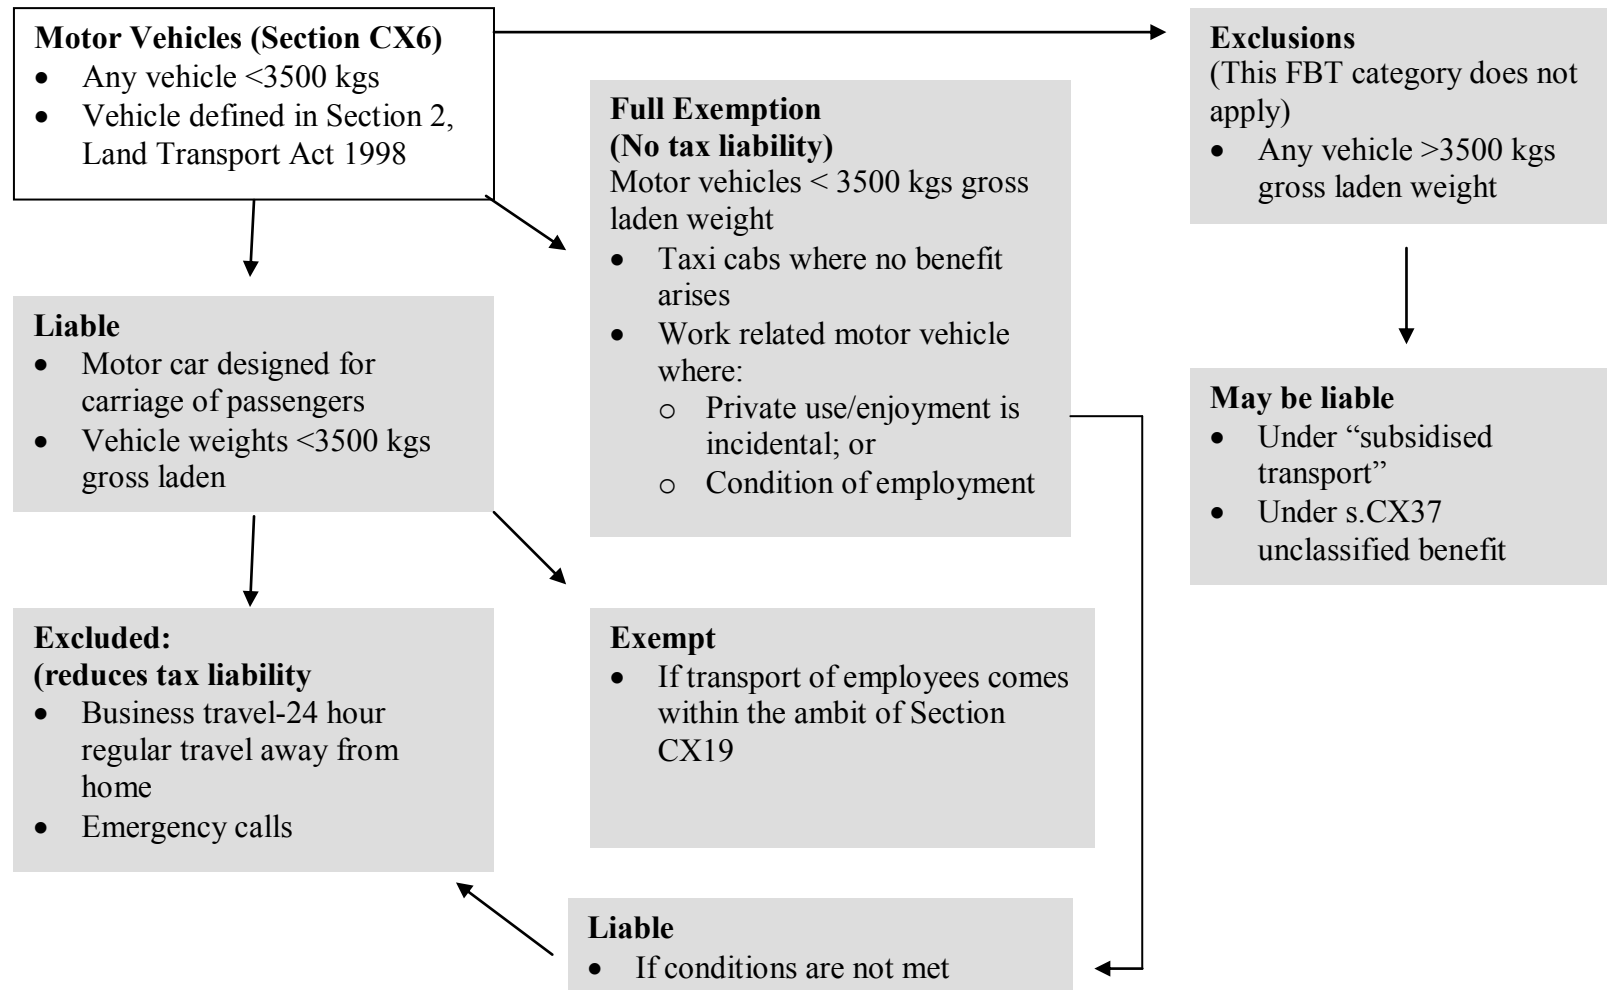 Motor Vehicles (Section CX6)
• Any vehicle <3500 kgs
• Vehicle defined in Section 2,
Land Transport Act 1998
Full Exemption
(No tax liability)
Motor vehicles < 3500 kgs gross
laden weight
• Taxi cabs where no benefit
arises
• Work related motor vehicle
where:
o Private use/enjoyment is
incidental; or
o Condition of employment
Exclusions
(This FBT category does not
apply)
• Any vehicle >3500 kgs
gross laden weight
Liable
• Motor car designed for
carriage of passengers
• Vehicle weights <3500 kgs
gross laden
May be liable
• Under “subsidised
transport”
• Under s.CX37
unclassified benefit
Excluded:
(reduces tax liability
• Business travel-24 hour
regular travel away from
home
• Emergency calls
Exempt
• If transport of employees comes
within the ambit of Section
CX19
Liable
• If conditions are not met